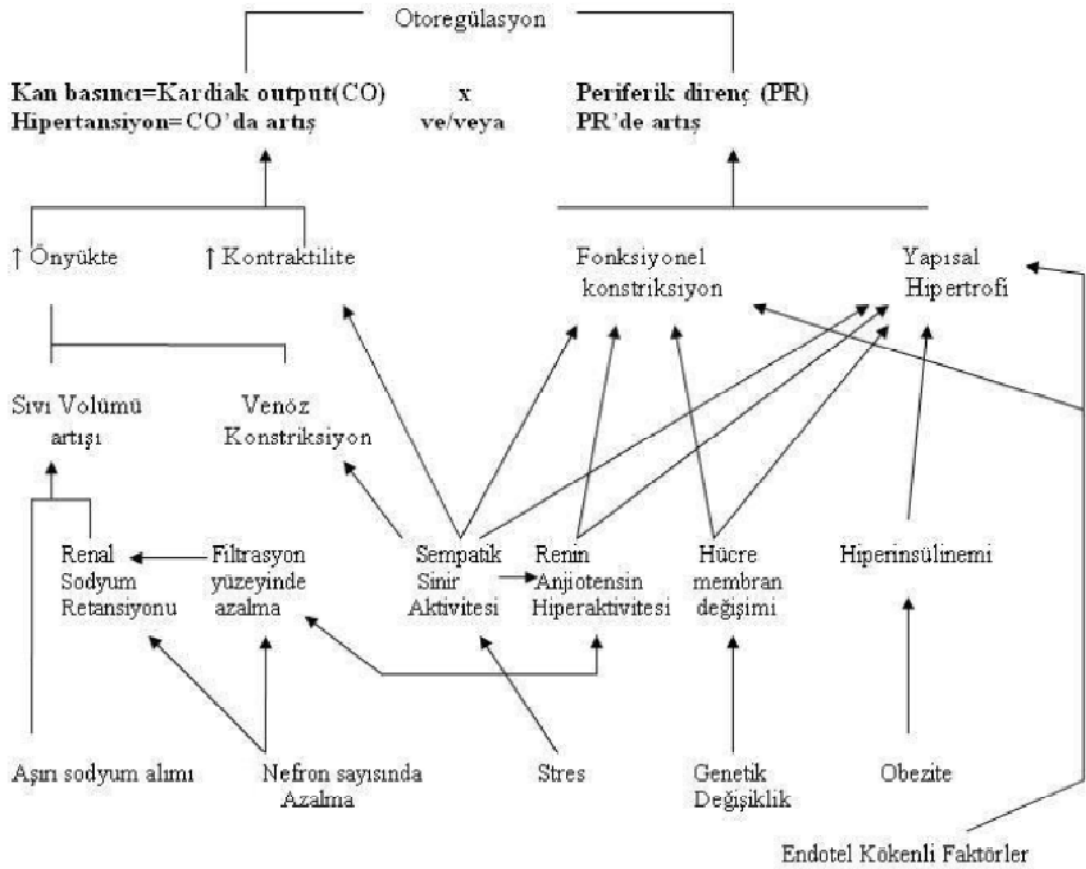 Otoregülasyon
Kan basıncı=Kardiak output(CO) x Periferik direnç (PR)
Hipertansiyon=CO'da artış ve/veya PR'de artış
↑ Önyükte ↑ Kontraktilite Fonksiyonel Yapısal
konstriksiyon Hipertrofi
Sıvı Volümü Venöz
artışı Konstriksiyon
Renal Filtrasyon Sempatik Renin Hücre Hiperinsülinemi
Sodyum yüzeyinde Sinir Anjiotensin membran
Retansiyonu azalma Aktivitesi Hiperaktivitesi değişimi
Aşırı sodyum alımı Nefron sayısında Stres Genetik Obezite
Azalma Değişiklik
Endotel Kökenli Faktörler